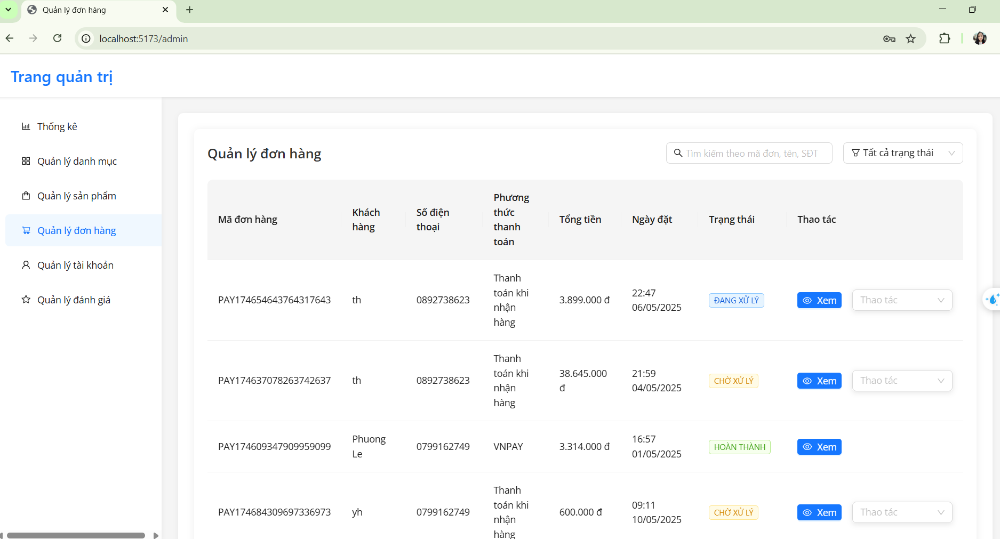 Quản lý đơn hàng
localhost:5173/admin
Trang quản trị
Thống kê
Quản lý danh mục
Quản lý sản phẩm
Quản lý đơn hàng
Quản lý tài khoản
Quản lý đánh giá
Quản lý đơn hàng
Tìm kiếm theo mã đơn, tên, SĐT
Tất cả trạng thái
Mã đơn hàng
Khách
hàng
Số điện
thoại
Phương
thức
thanh
toán
Tổng tiền
Ngày đặt
Trạng thái
Thao tác
PAY174654643764317643
th
0892738623
Thanh
toán khi
nhận
hàng
3.899.000 đ
22:47
06/05/2025
ĐANG XỬ LÝ
Xem
Thao tác
PAY174637078263742637
th
0892738623
Thanh
toán khi
nhận
hàng
38.645.000
đ
21:59
04/05/2025
CHỜ XỬ LÝ
Xem
Thao tác
PAY174609347909959099
Phuong
Le
0799162749
VNPAY
3.314.000 đ
16:57
01/05/2025
HOÀN THÀNH
Xem
PAY174684309697336973
yh
0799162749
Thanh
toán khi
nhận
hàng
600.000 đ
09:11
10/05/2025
CHỜ XỬ LÝ
Xem
Thao tác